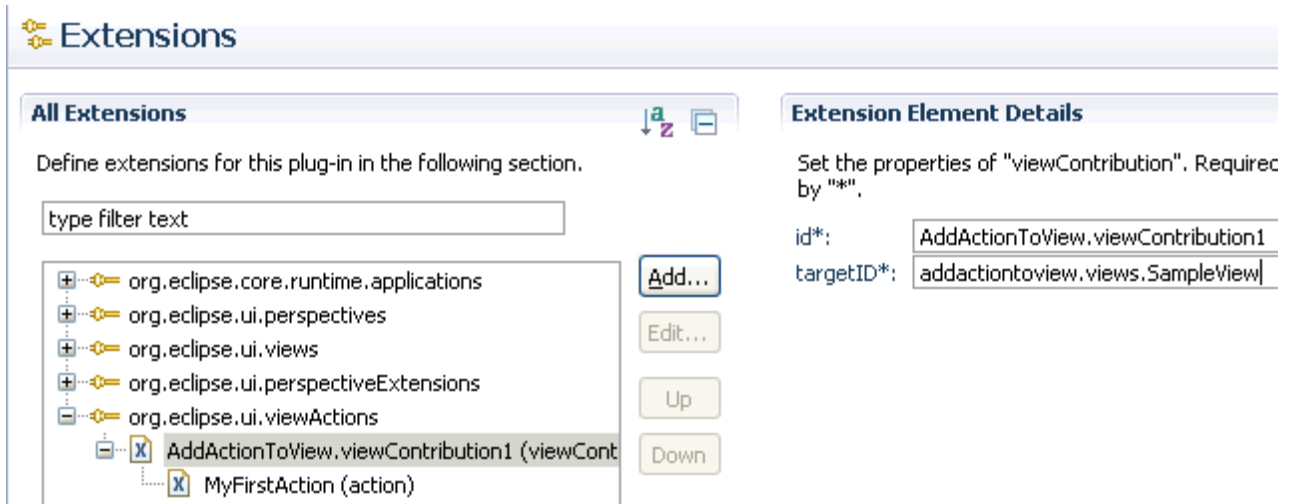 Extensions
All Extensions
Define extensions for this plug-in in the following section.
type filter text
org.eclipse.core.runtime.applications
org.eclipse.ui.perspectives
org.eclipse.ui.views
org.eclipse.ui.perspectiveExtensions
org.eclipse.ui.viewActions
AddActionToView.viewContribution1 (viewCont
MyFirstAction (action)
Add...
Edit...
Up
Down
Extension Element Details
Set the properties of "viewContribution". Required
by "*".
id*: AddActionToView.viewContribution1
targetID*: addactiontoview.views.SampleView